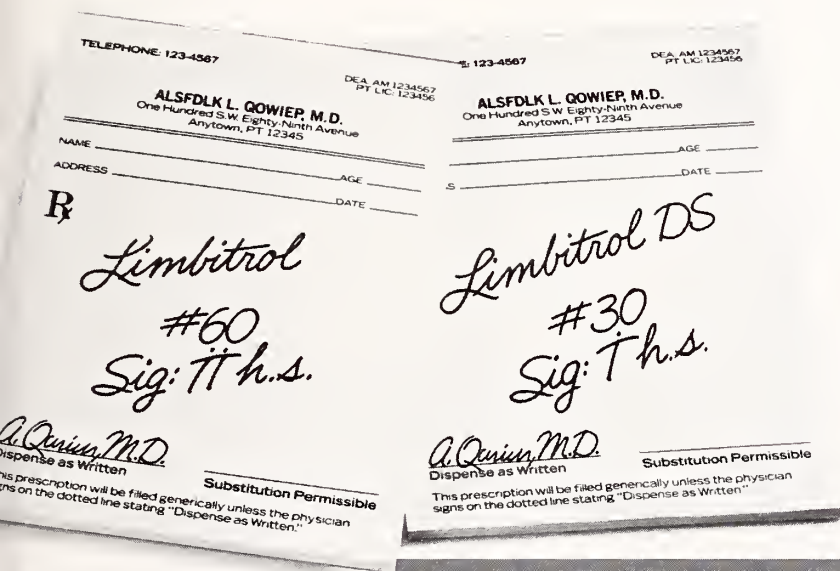 TELEPHONE: 123-4567
DEA. AM 1234567
PT LIC: 123456
ALSFDLK L. QOWIEP, M.D.
One Hundred S.W. Eighty-Ninth Avenue
Anytown, PT 12345
NAME
AGE
ADDRESS
DATE
Rx
Limbitrol
#60
Sig: ii h.s.
A. Qurius, M.D.
Dispense as Written
Substitution Permissible
his prescription will be filled generically unless the physician
gns on the dotted line stating "Dispense as Written."
E: 123-4567
DEA. AM 1234567
PT LIC: 123456
ALSFDLK L. QOWIEP, M.D.
One Hundred S W Eighty-Ninth Avenue
Anytown, PT 12345
AGE
S
DATE
Limbitrol DS
#30
Sig: i h.s.
A. Qurius, M.D.
Dispense as Written
Substitution Permissible
This prescription will be filled generically unless the physician
signs on the dotted line stating "Dispense as Written"